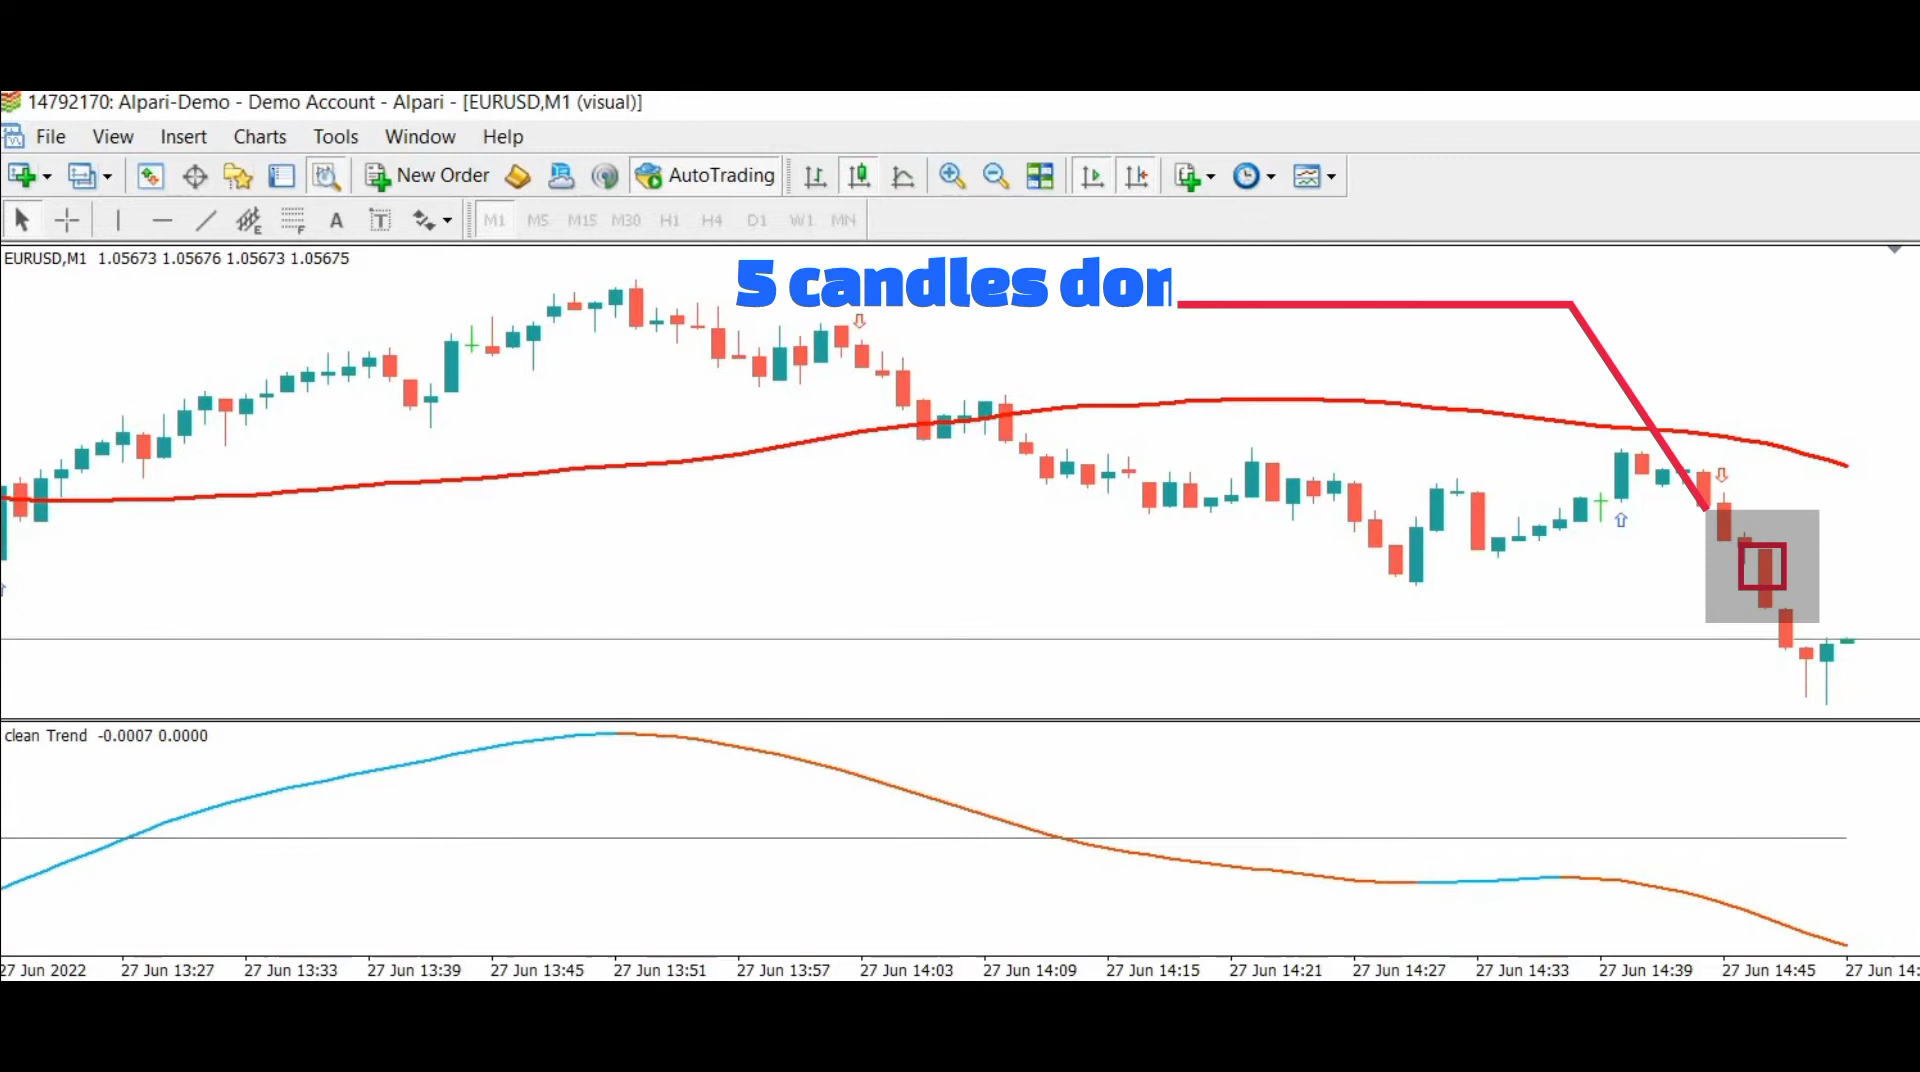 14792170: Alpari-Demo - Demo Account - Alpari - [EURUSD,M1 (visual)]
File View Insert Charts Tools Window Help
New Order AutoTrading
E F A T M1 M5 M15 M30 H1 H4 D1 W1 MN
EURUSD,M1 1.05673 1.05676 1.05673 1.05675
5 candles don
clean Trend -0.0007 0.0000
27 Jun 2022 27 Jun 13:27 27 Jun 13:33 27 Jun 13:39 27 Jun 13:45 27 Jun 13:51 27 Jun 13:57 27 Jun 14:03 27 Jun 14:09 27 Jun 14:15 27 Jun 14:21 27 Jun 14:27 27 Jun 14:33 27 Jun 14:39 27 Jun 14:45 27 Jun 14: